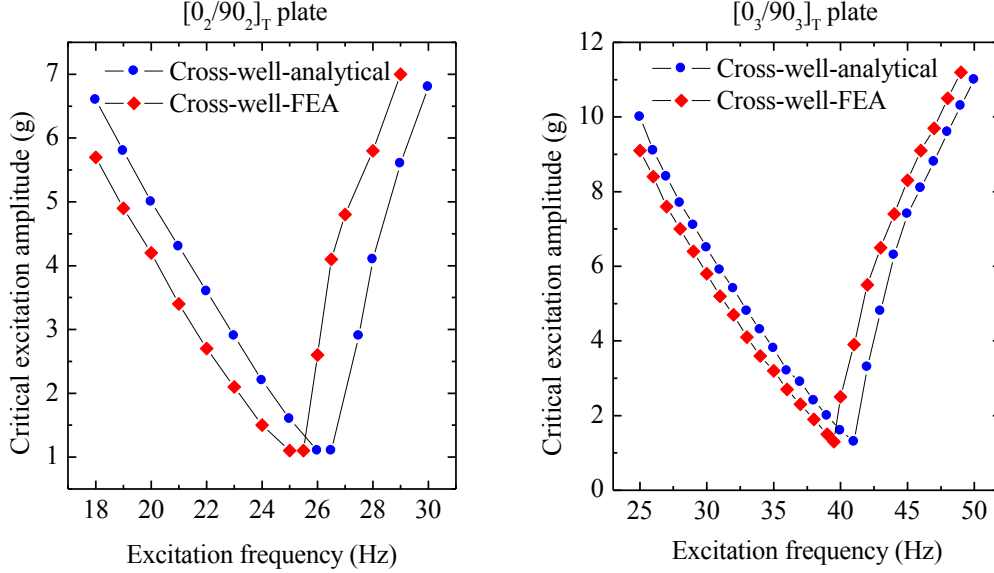 [0₂/90₂]_T plate
Cross-well-analytical
Cross-well-FEA
Critical excitation amplitude (g)
7
6
5
4
3
2
1
18 20 22 24 26 28 30
Excitation frequency (Hz)
[0₃/90₃]_T plate
Cross-well-analytical
Cross-well-FEA
Critical excitation amplitude (g)
12
10
8
6
4
2
0
25 30 35 40 45 50
Excitation frequency (Hz)